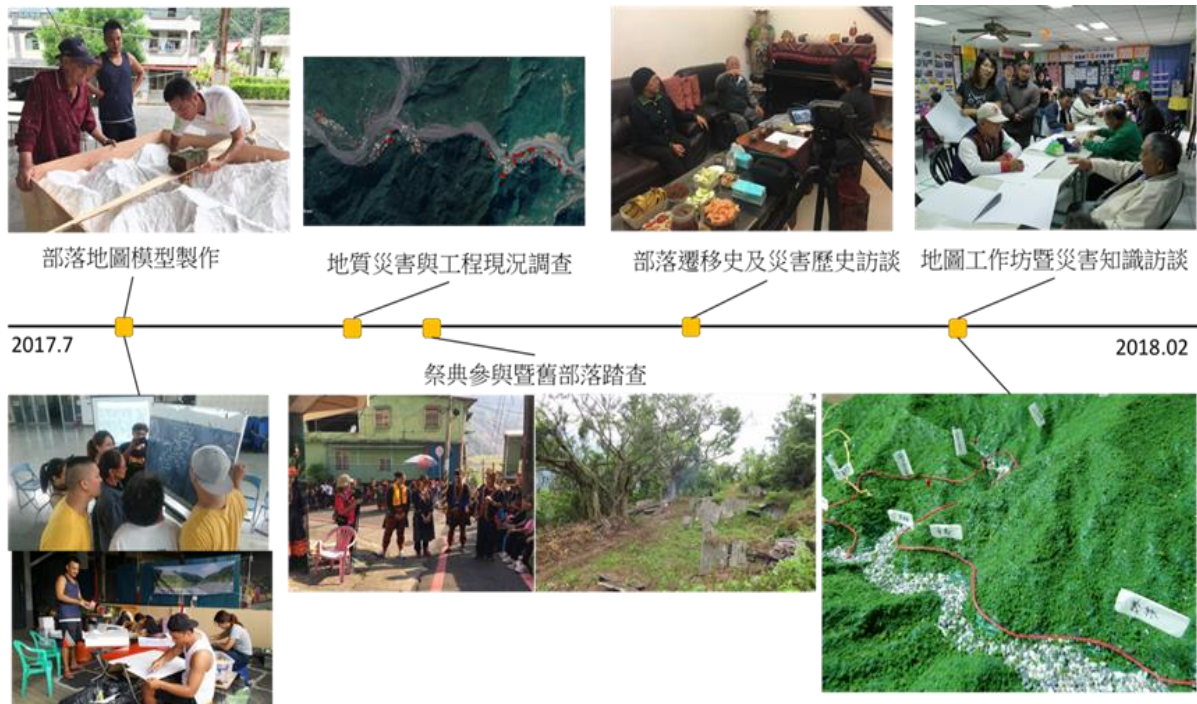 部落地圖模型製作
地質災害與工程現況調查
部落遷移史及災害歷史訪談
地圖工作坊暨災害知識訪談
2017.7
2018.02
祭典參與暨舊部落踏查